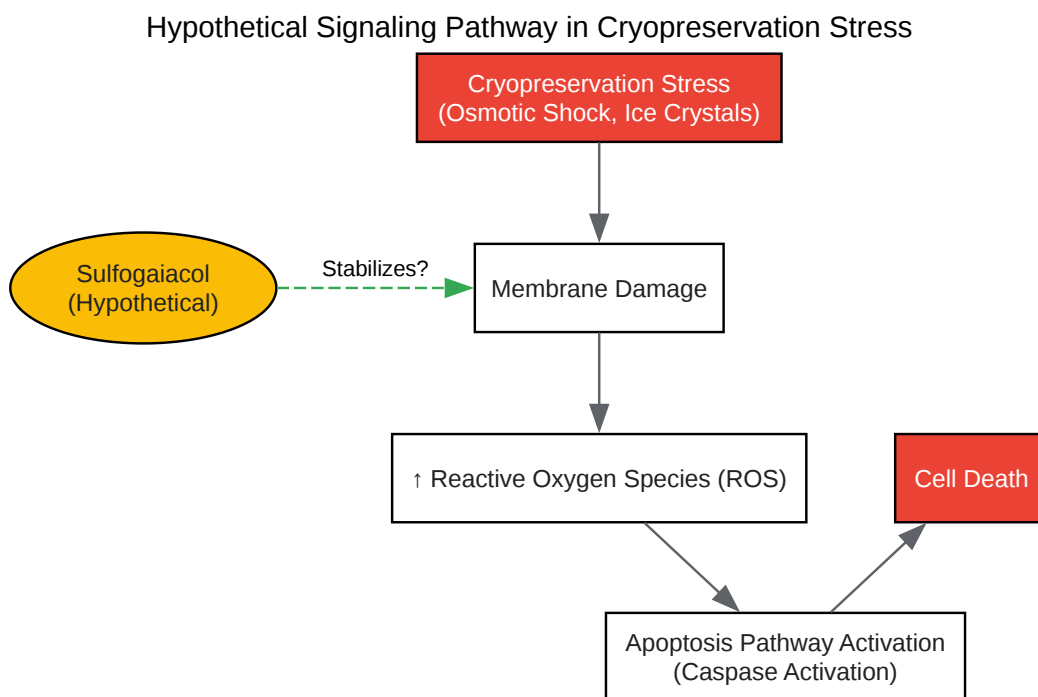 Hypothetical Signaling Pathway in Cryopreservation Stress
Cryopreservation Stress
(Osmotic Shock, Ice Crystals)
Sulfogaiacol
(Hypothetical)
Stabilizes?
Membrane Damage
↑ Reactive Oxygen Species (ROS)
Cell Death
Apoptosis Pathway Activation
(Caspase Activation)